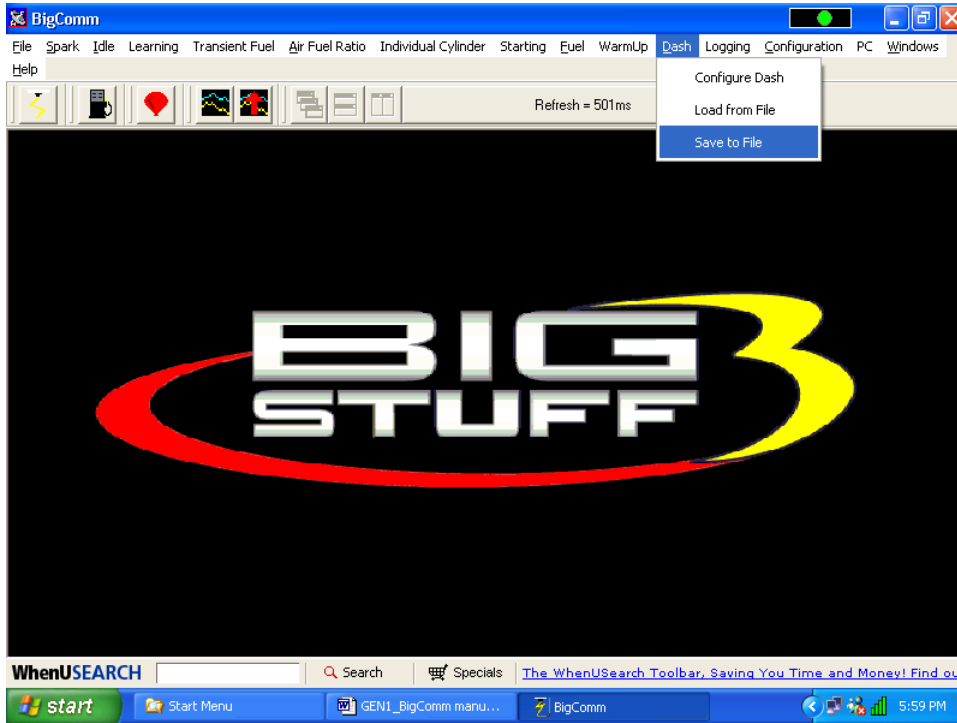 BigComm
File Spark Idle Learning Transient Fuel Air Fuel Ratio Individual Cylinder Starting Fuel WarmUp Dash Logging Configuration PC Windows
Help
Configure Dash
Refresh = 501ms
Load from File
Save to File
BIG 3
STUFF
WhenUSEARCH Search Specials The WhenUSearch Toolbar, Saving You Time and Money! Find ou
start Start Menu GEN1_BigComm manu... BigComm 5:59 PM